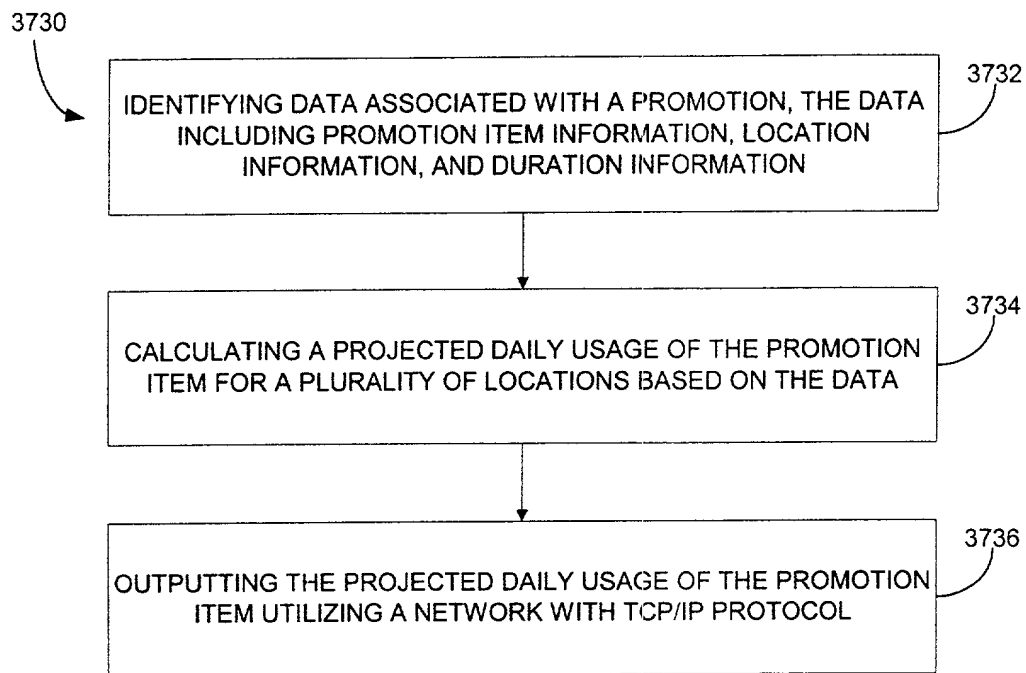 3730
3732
IDENTIFYING DATA ASSOCIATED WITH A PROMOTION, THE DATA
INCLUDING PROMOTION ITEM INFORMATION, LOCATION
INFORMATION, AND DURATION INFORMATION
3734
CALCULATING A PROJECTED DAILY USAGE OF THE PROMOTION
ITEM FOR A PLURALITY OF LOCATIONS BASED ON THE DATA
3736
OUTPUTTING THE PROJECTED DAILY USAGE OF THE PROMOTION
ITEM UTILIZING A NETWORK WITH TCP/IP PROTOCOL